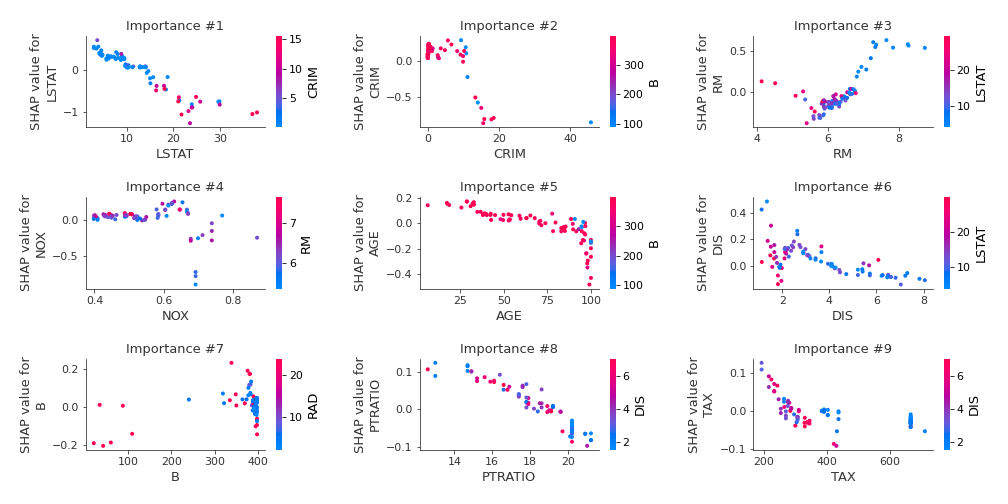 Importance #1
SHAP value for
LSTAT
0
−1
10
20
30
LSTAT
15
10
5
CRIM
Importance #2
SHAP value for
CRIM
0.0
−0.5
0
20
40
CRIM
300
200
100
B
Importance #3
SHAP value for
RM
0.5
0.0
4
6
8
RM
20
10
LSTAT
Importance #4
SHAP value for
NOX
0.0
−0.5
0.4
0.6
0.8
NOX
7
6
RM
Importance #5
SHAP value for
AGE
0.2
0.0
−0.2
−0.4
25
50
75
100
AGE
300
200
100
B
Importance #6
SHAP value for
DIS
0.4
0.2
0.0
2
4
6
8
DIS
20
10
LSTAT
Importance #7
SHAP value for
B
0.2
0.0
−0.2
100
200
300
400
B
20
10
RAD
Importance #8
SHAP value for
PTRATIO
0.1
0.0
−0.1
14
16
18
20
PTRATIO
6
4
2
DIS
Importance #9
SHAP value for
TAX
0.1
0.0
−0.1
200
400
600
TAX
6
4
2
DIS